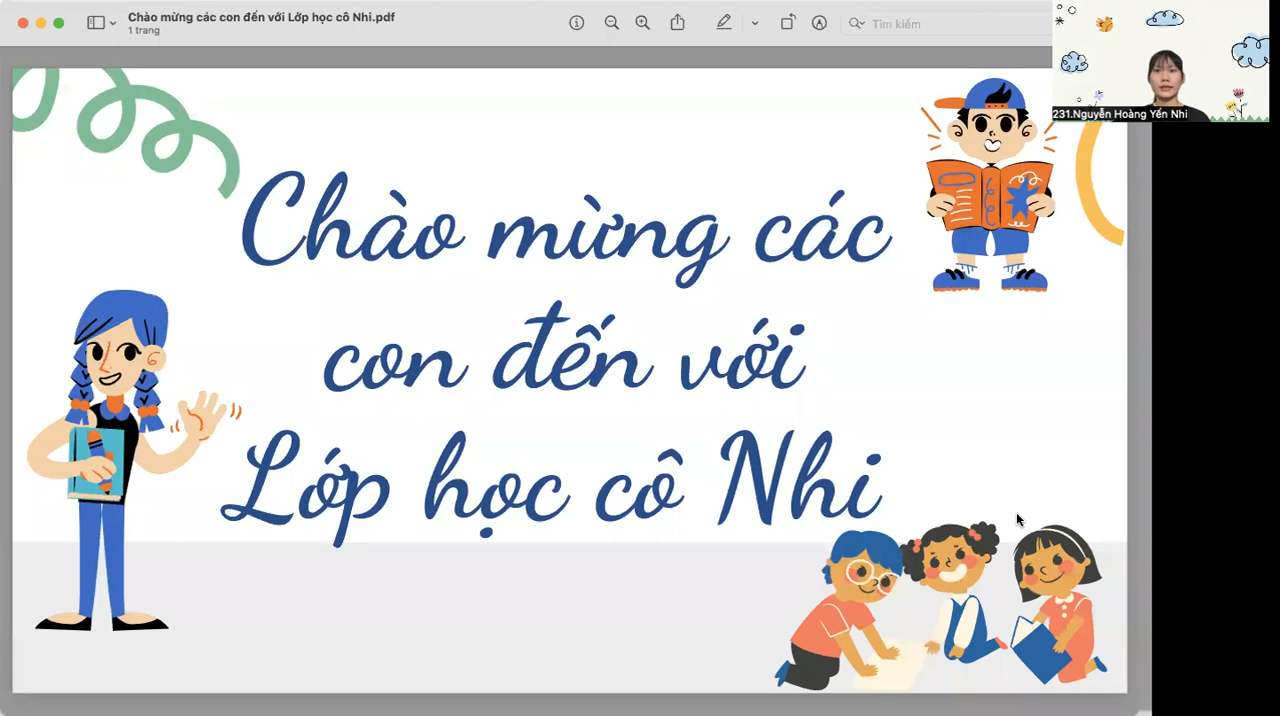 Chào mừng các con đến với Lớp học cô Nhi.pdf
1 trang
Tìm kiếm
231.Nguyễn Hoàng Yến Nhi
Chào mừng các
con đến với
Lớp học cô Nhi